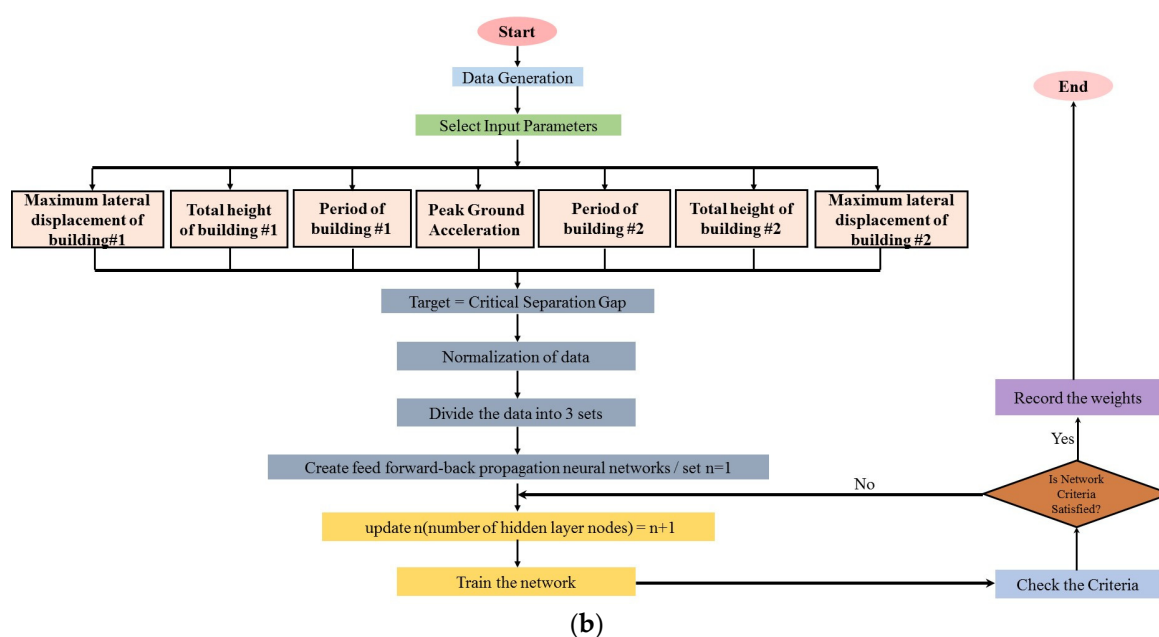 Start
Data Generation
End
Select Input Parameters
Maximum lateral
displacement of
building#1
Total height
of building #1
Period of
building #1
Peak Ground
Acceleration
Period of
building #2
Total height of
building #2
Maximum lateral
displacement of
building #2
Target = Critical Separation Gap
Normalization of data
Divide the data into 3 sets
Create feed forward-back propagation neural networks / set n=1
update n(number of hidden layer nodes) = n+1
Train the network
Check the Criteria
Is Network
Criteria
Satisfied?
No
Yes
Record the weights
(b)